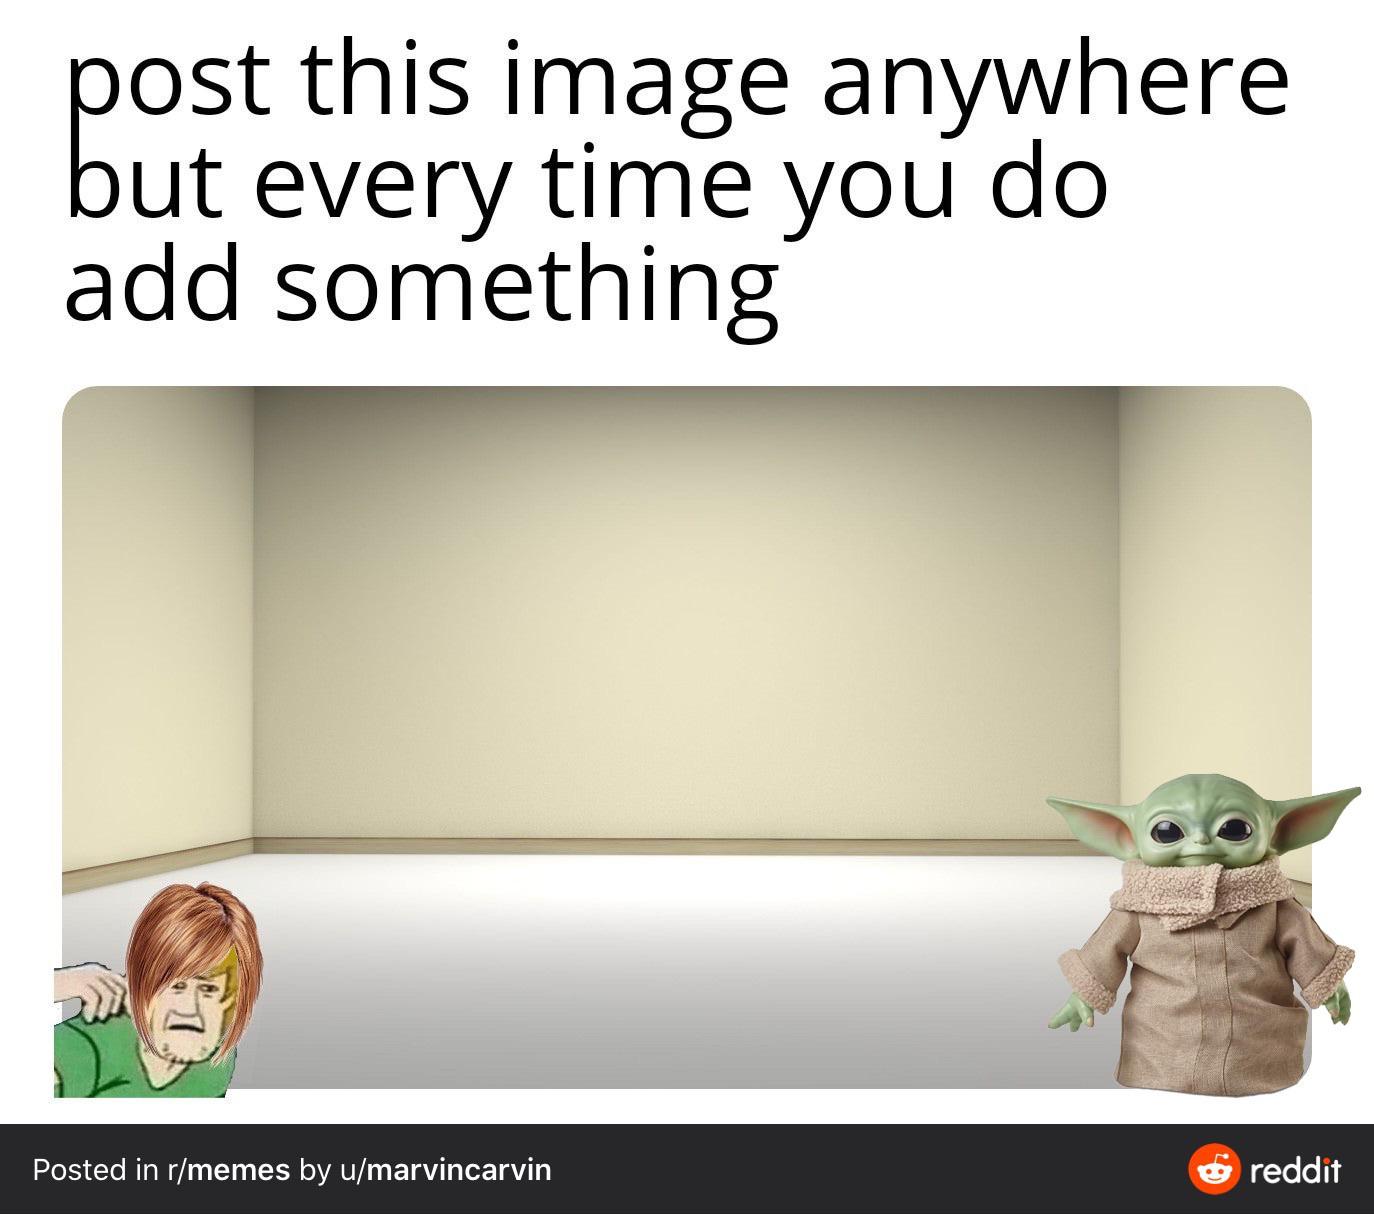 post this image anywhere
but every time you do
add something
Posted in r/memes by u/marvincarvin
reddit